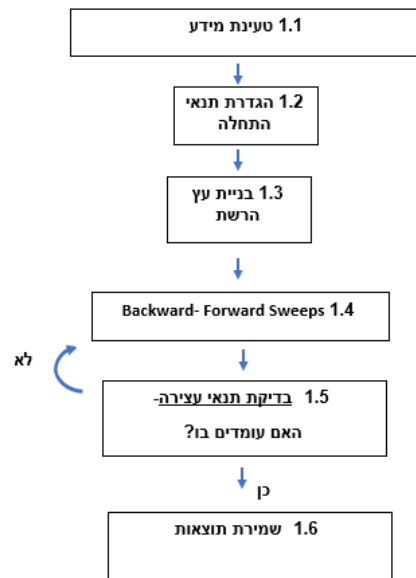 1.1 טעינת מידע
1.2 הגדרת תנאי
התחלה
1.3 בניית עץ
הרשת
1.4 Backward- Forward Sweeps
לא
1.5 בדיקת תנאי עצירה-
האם עומדים בו?
כן
1.6 שמירת תוצאות